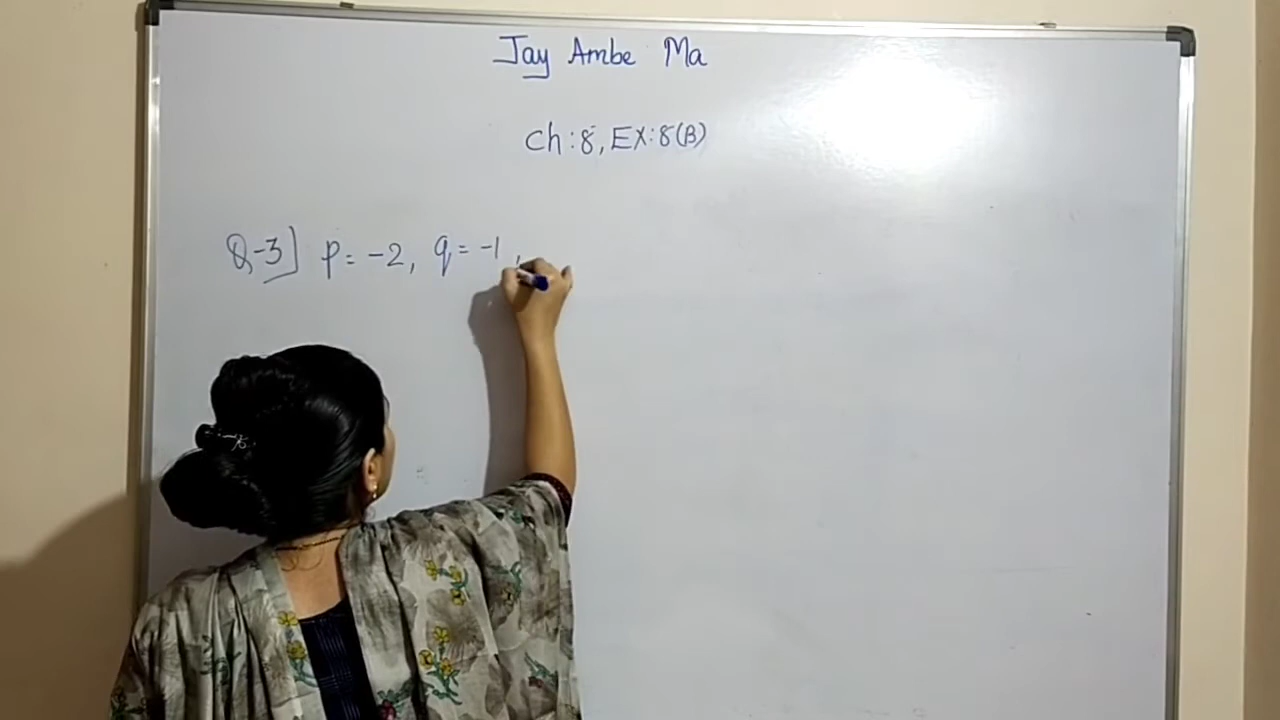 Jay Ambe Ma
Ch:8, EX:8(B)
Q-3] p = -2, q = -1,